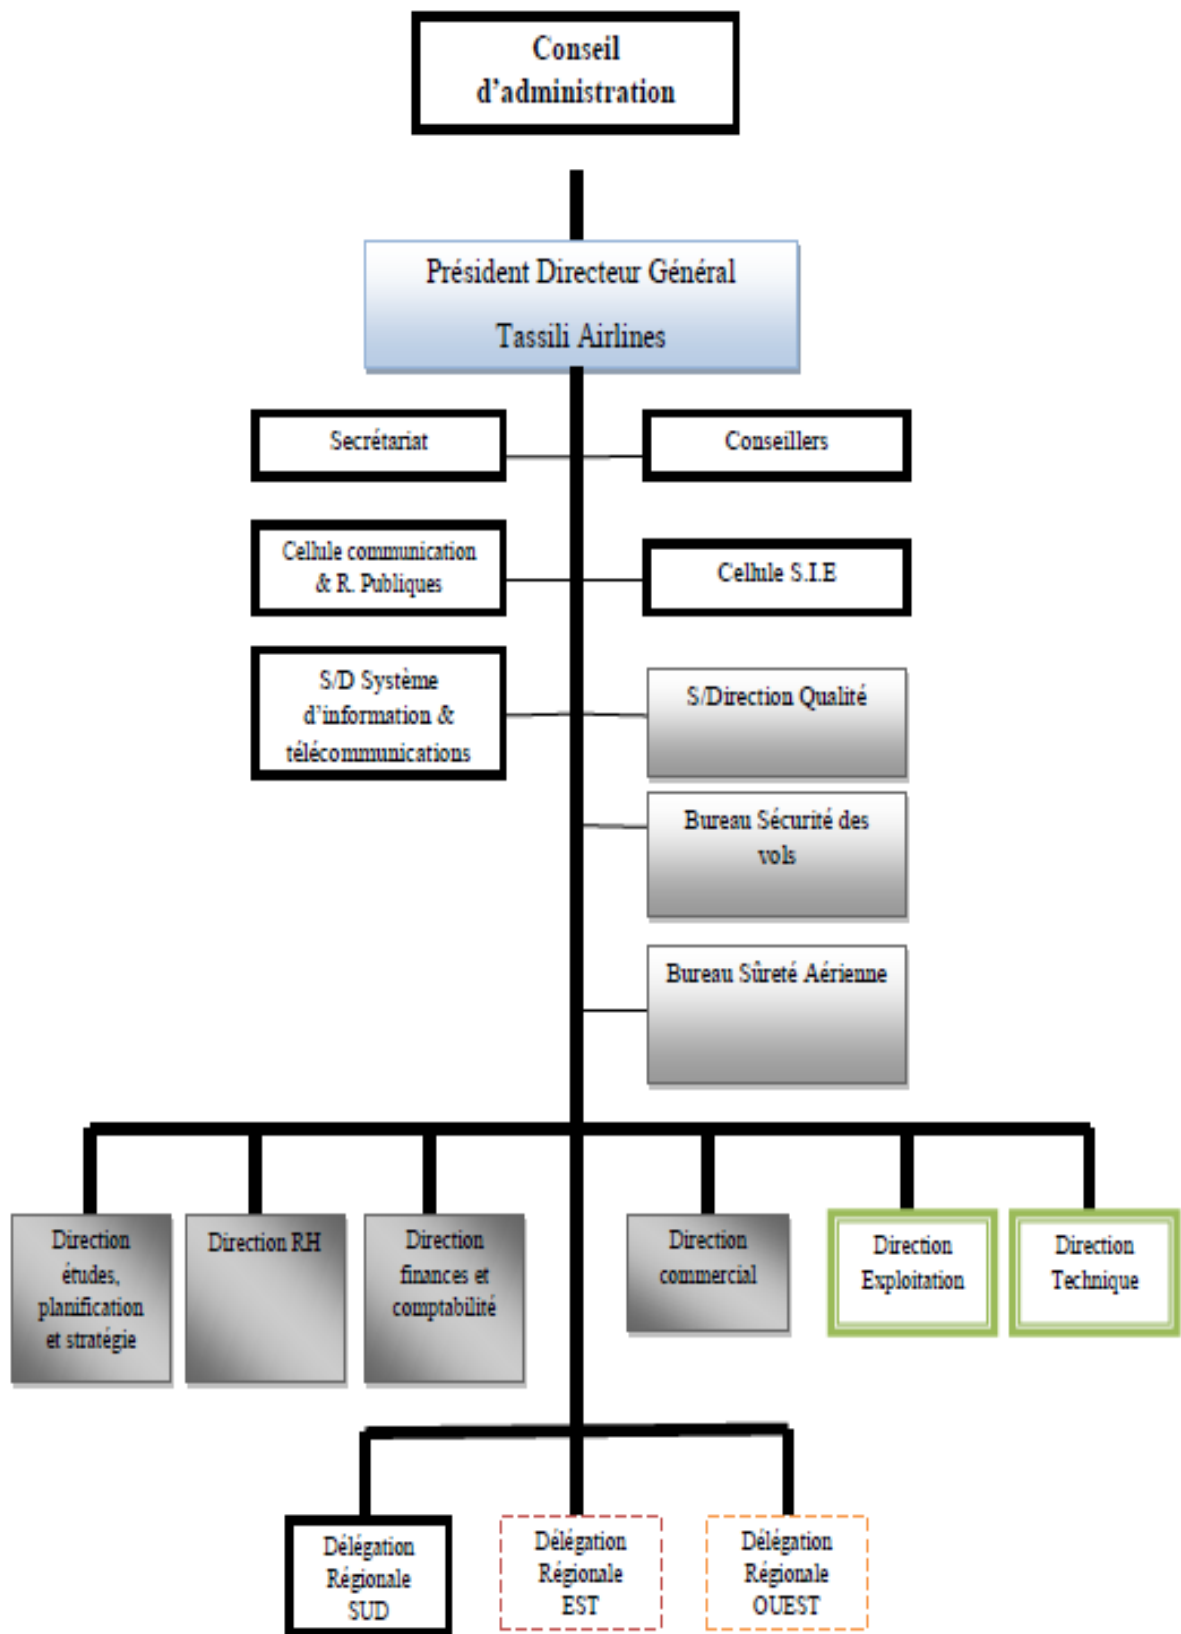 Conseil
d'administration
Président Directeur Général
Tassili Airlines
Secrétariat
Conseillers
Cellule communication
& R. Publiques
Cellule S.I.E
S/D Système
d'information &
télécommunications
S/Direction Qualité
Bureau Sécurité des
vols
Bureau Sûreté Aérienne
Direction
études,
planification
et stratégie
Direction RH
Direction
finances et
comptabilité
Direction
commercial
Direction
Exploitation
Direction
Technique
Délégation
Régionale
SUD
Délégation
Régionale
EST
Délégation
Régionale
OUEST